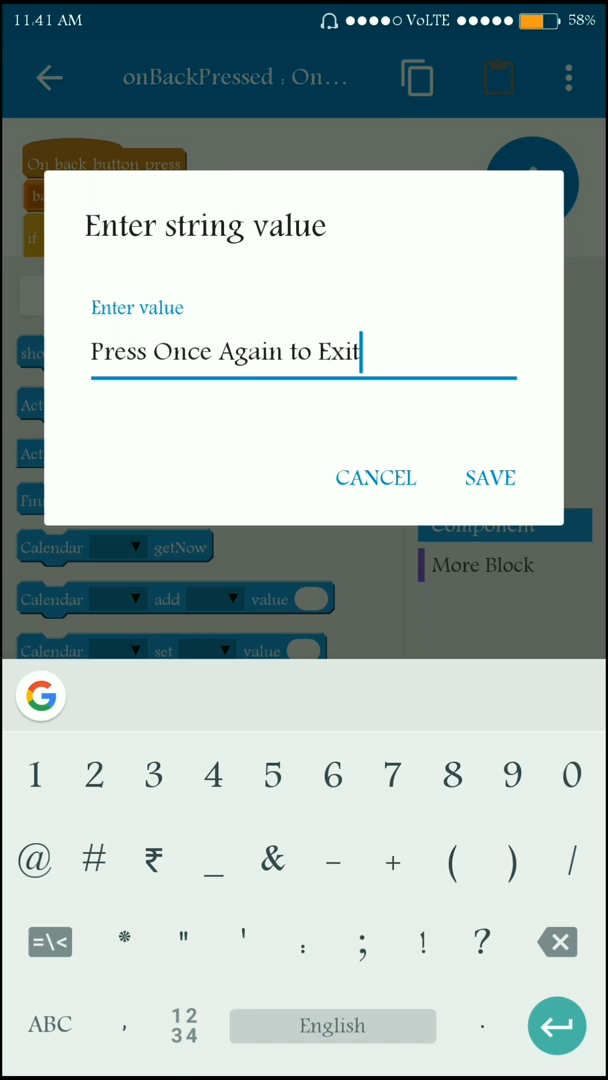 11.41 AM VoLTE 58%
onBackPressed : On...
On back button press
if
Enter string value
Enter value
Press Once Again to Exit
CANCEL SAVE
Component
More Block
Calendar getNow
Calendar add value
Calendar set value
1 2 3 4 5 6 7 8 9 0
@ # ₹ _ & - + ( ) /
=\< * " ' : ; ! ?
ABC , 12 34 English .